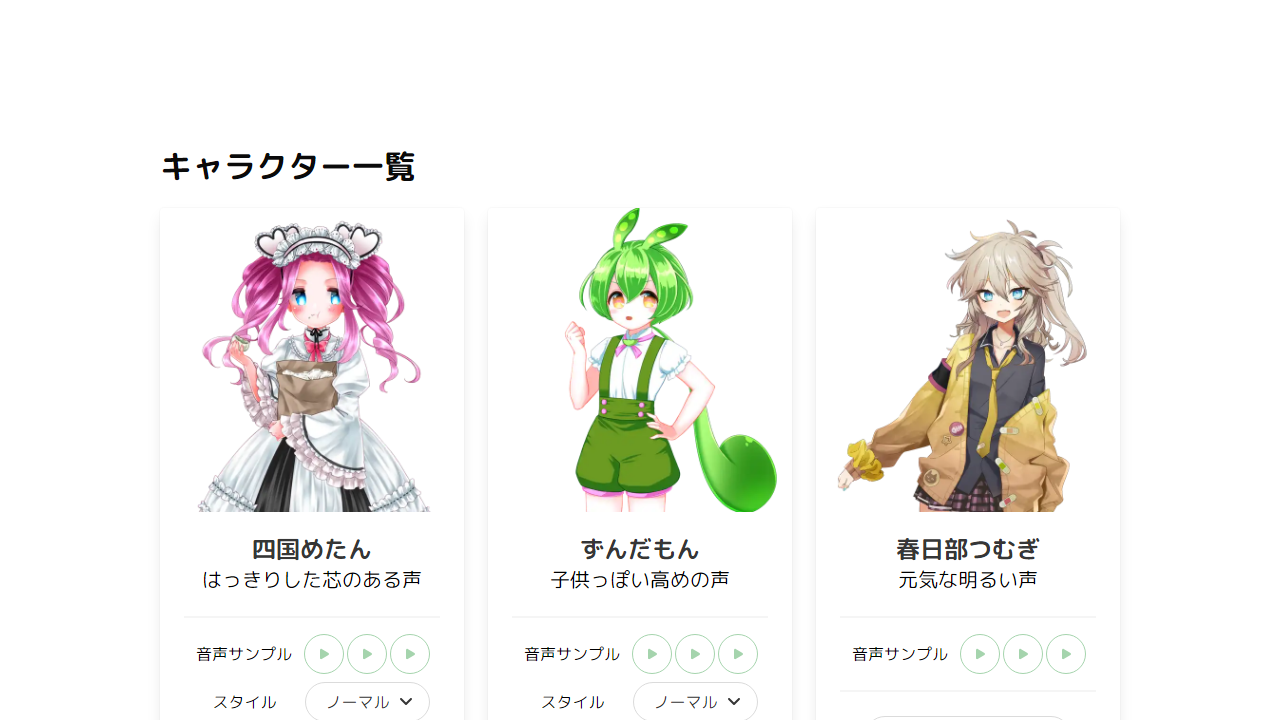 キャラクター一覧
四国めたん
はっきりした芯のある声
音声サンプル
スタイル ノーマル
ずんだもん
子供っぽい高めの声
音声サンプル
スタイル ノーマル
春日部つむぎ
元気な明るい声
音声サンプル